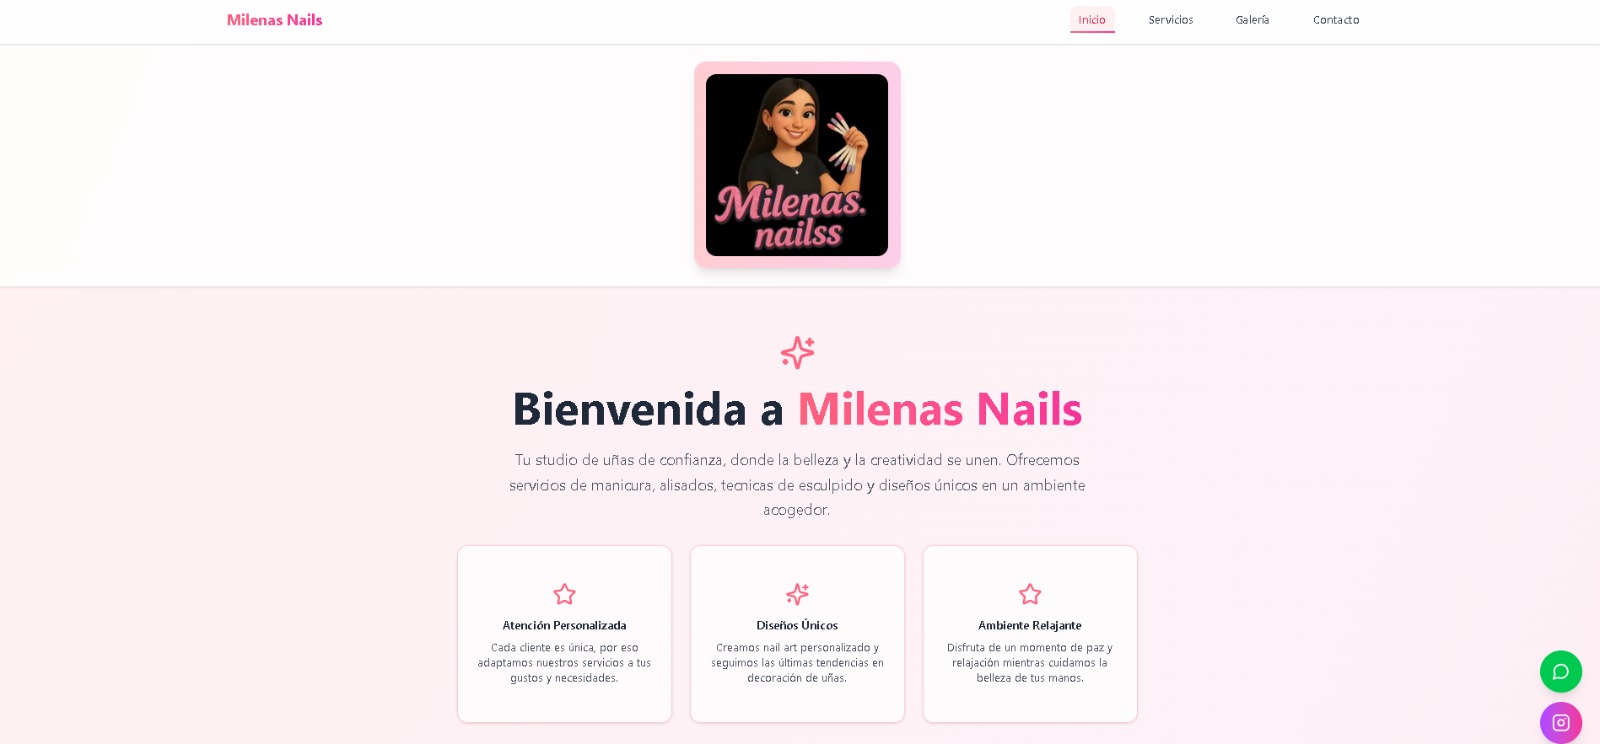 Milenas Nails
Inicio
Servicios
Galería
Contacto
Milenas.
nailss
Bienvenida a Milenas Nails
Tu studio de uñas de confianza, donde la belleza y la creatividad se unen. Ofrecemos
servicios de manicura, alisados, tecnicas de esculpido y diseños únicos en un ambiente
acogedor.
Atención Personalizada
Cada cliente es única, por eso
adaptamos nuestros servicios a tus
gustos y necesidades.
Diseños Únicos
Creamos nail art personalizado y
seguimos las últimas tendencias en
decoración de uñas.
Ambiente Relajante
Disfruta de un momento de paz y
relajación mientras cuidamos la
belleza de tus manos.